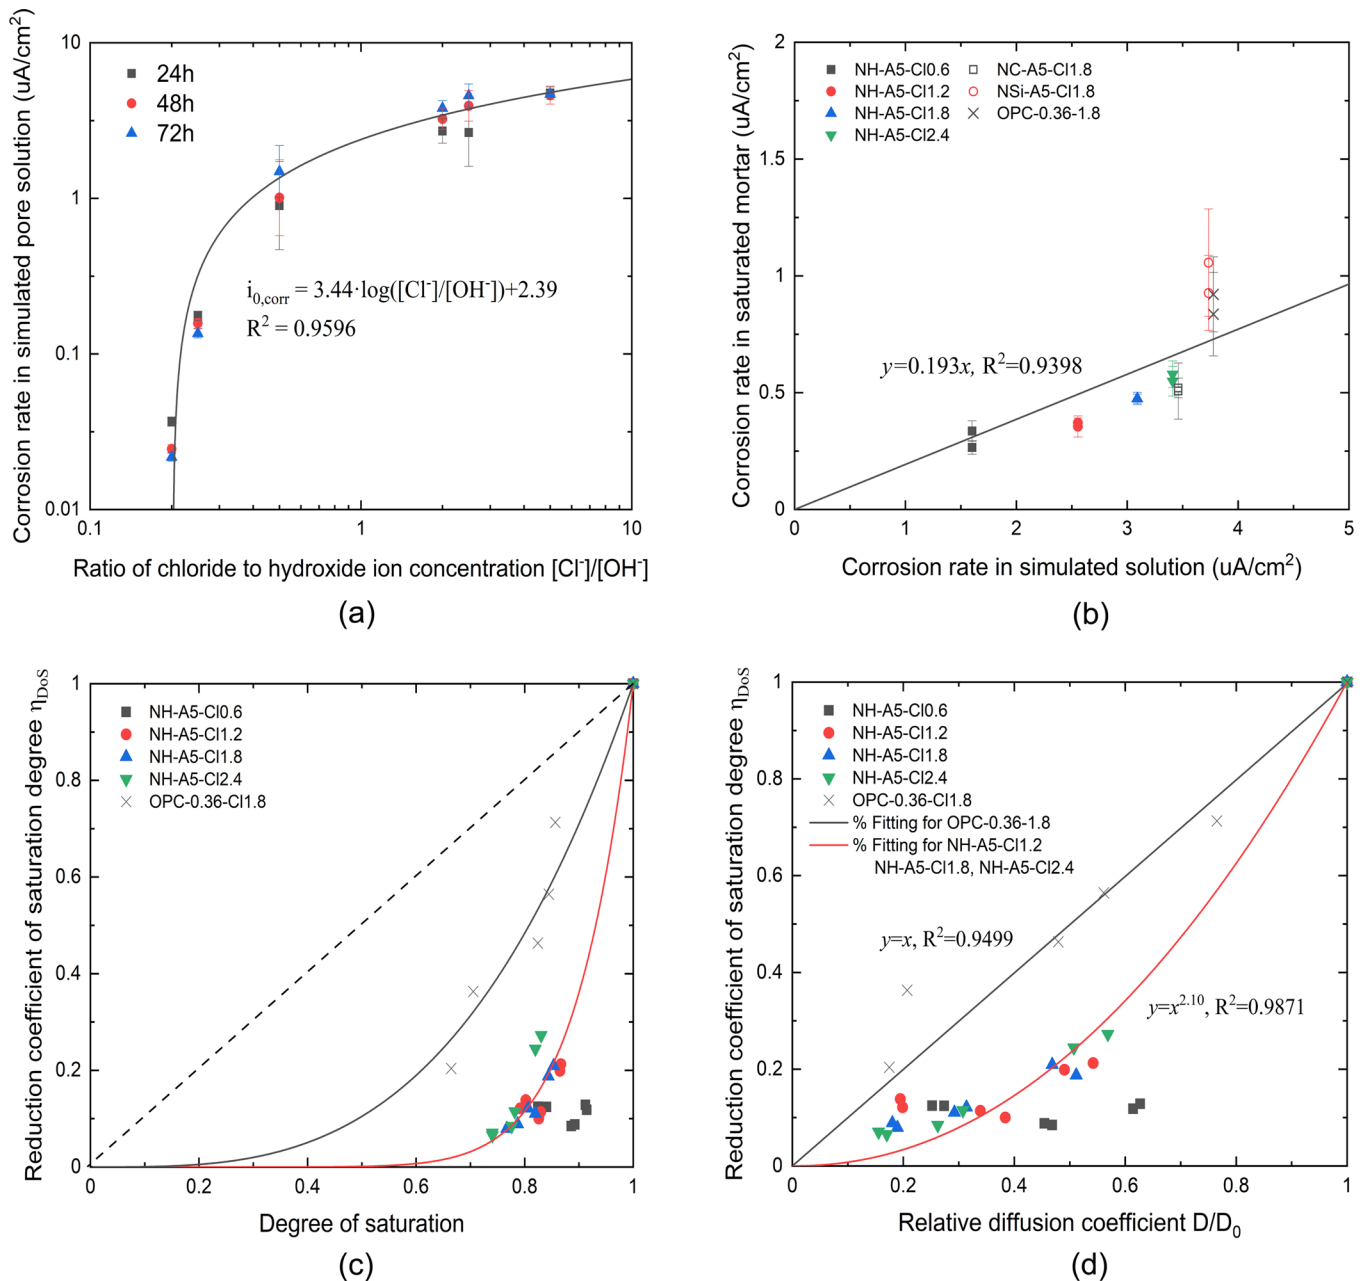 Corrosion rate in simulated pore solution (uA/cm²)
10
1
0.1
0.01
24h
48h
72h
i₀,corr = 3.44·log([Cl⁻]/[OH⁻])+2.39
R² = 0.9596
0.1
1
10
Ratio of chloride to hydroxide ion concentration [Cl⁻]/[OH⁻]
(a)
Corrosion rate in saturated mortar (uA/cm²)
2
1.5
1
0.5
0
NH-A5-Cl0.6
NH-A5-Cl1.2
NH-A5-Cl1.8
NH-A5-Cl2.4
NC-A5-Cl1.8
NSi-A5-Cl1.8
OPC-0.36-1.8
y=0.193x, R²=0.9398
0
1
2
3
4
5
Corrosion rate in simulated solution (uA/cm²)
(b)
Reduction coefficient of saturation degree ηDoS
1
0.8
0.6
0.4
0.2
0
NH-A5-Cl0.6
NH-A5-Cl1.2
NH-A5-Cl1.8
NH-A5-Cl2.4
OPC-0.36-Cl1.8
0
0.2
0.4
0.6
0.8
1
Degree of saturation
(c)
Reduction coefficient of saturation degree ηDoS
1
0.8
0.6
0.4
0.2
0
NH-A5-Cl0.6
NH-A5-Cl1.2
NH-A5-Cl1.8
NH-A5-Cl2.4
OPC-0.36-Cl1.8
% Fitting for OPC-0.36-1.8
% Fitting for NH-A5-Cl1.2
NH-A5-Cl1.8, NH-A5-Cl2.4
y=x, R²=0.9499
y=x²·¹⁰, R²=0.9871
0
0.2
0.4
0.6
0.8
1
Relative diffusion coefficient D/D₀
(d)